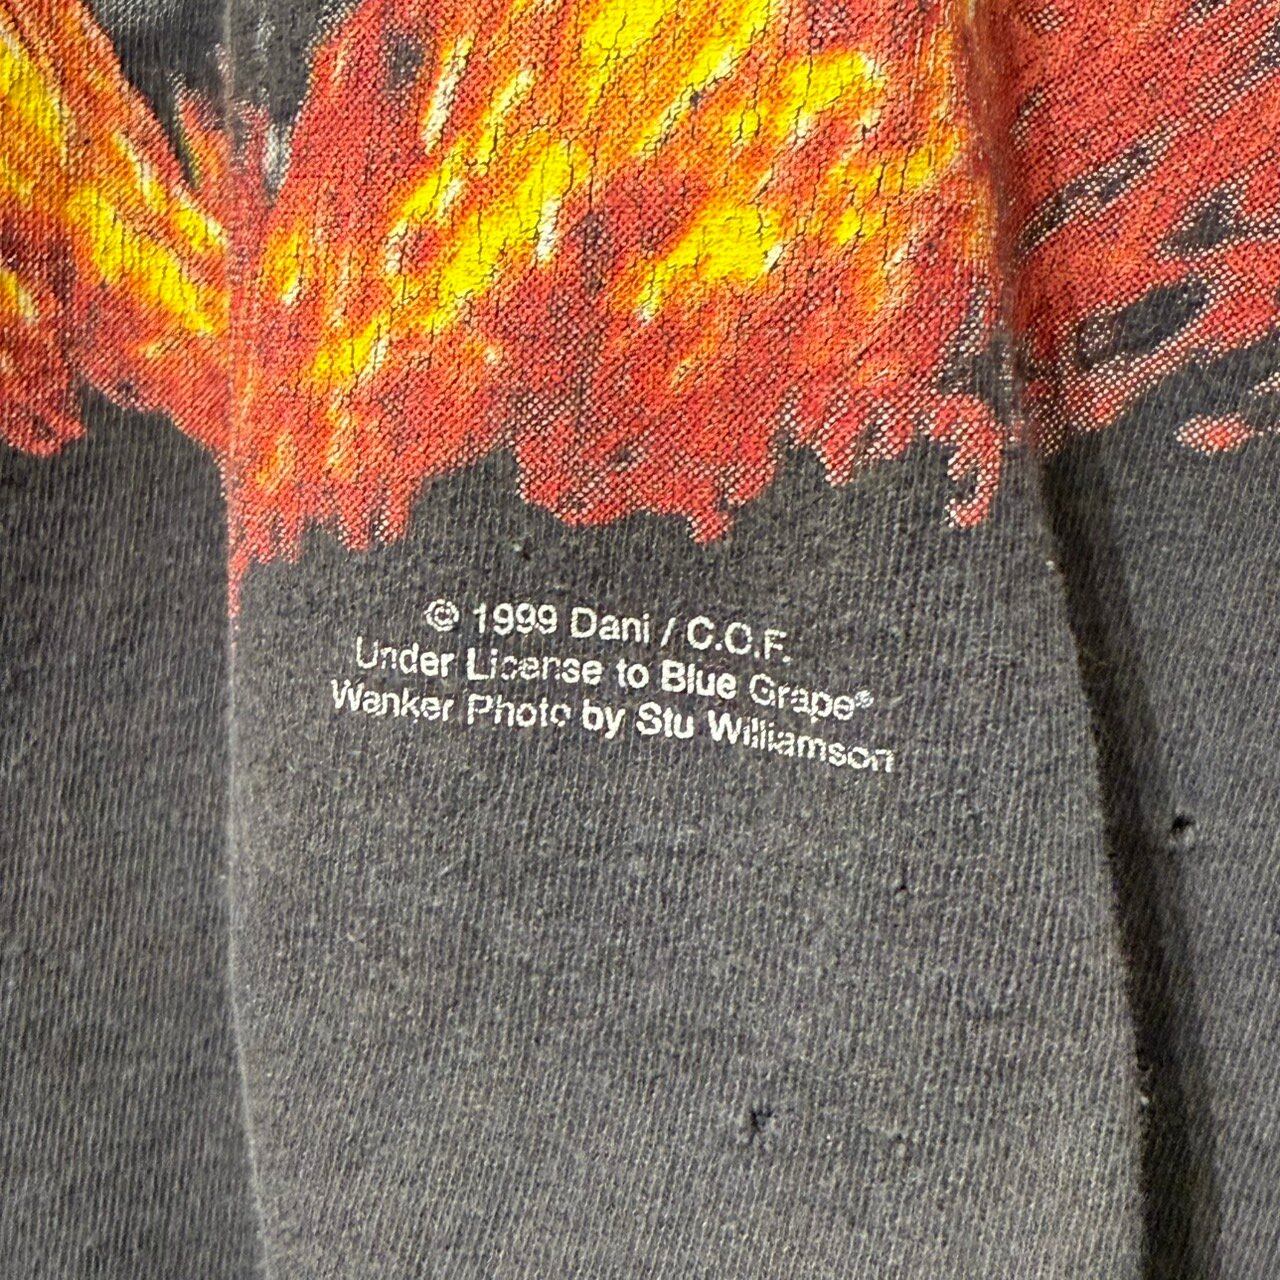 © 1999 Dani / C.O.F.
Under License to Blue Grape®
Wanker Photo by Stu Williamson